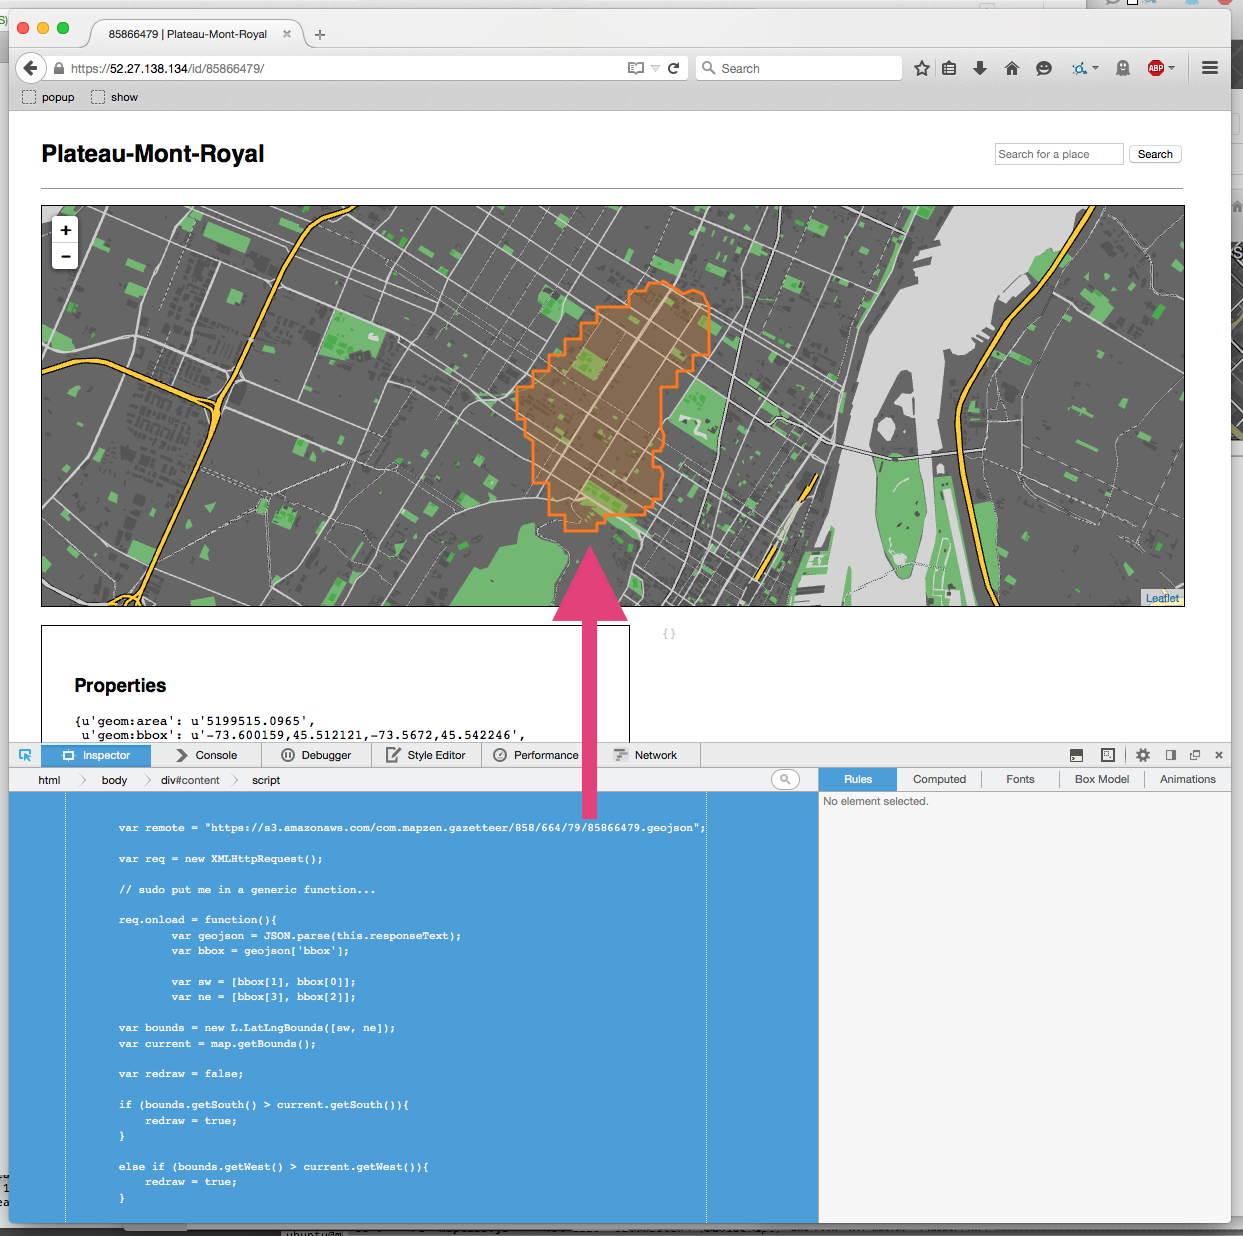 85866479 | Plateau-Mont-Royal
https://52.27.138.134/id/85866479/
Search
ABP
popup
show
Plateau-Mont-Royal
Search for a place
Search
+
−
Leaflet
{}
Properties
{u'geom:area': u'5199515.0965',
u'geom:bbox': u'-73.600159,45.512121,-73.5672,45.542246',
Inspector
Console
Debugger
Style Editor
Performance
Network
html
body
div#content
script
Rules
Computed
Fonts
Box Model
Animations
No element selected.
var remote = "https://s3.amazonaws.com/com.mapzen.gazetteer/858/664/79/85866479.geojson";
var req = new XMLHttpRequest();
// sudo put me in a generic function...
req.onload = function(){
var geojson = JSON.parse(this.responseText);
var bbox = geojson['bbox'];
var sw = [bbox[1], bbox[0]];
var ne = [bbox[3], bbox[2]];
var bounds = new L.LatLngBounds([sw, ne]);
var current = map.getBounds();
var redraw = false;
if (bounds.getSouth() > current.getSouth()){
redraw = true;
}
else if (bounds.getWest() > current.getWest()){
redraw = true;
}